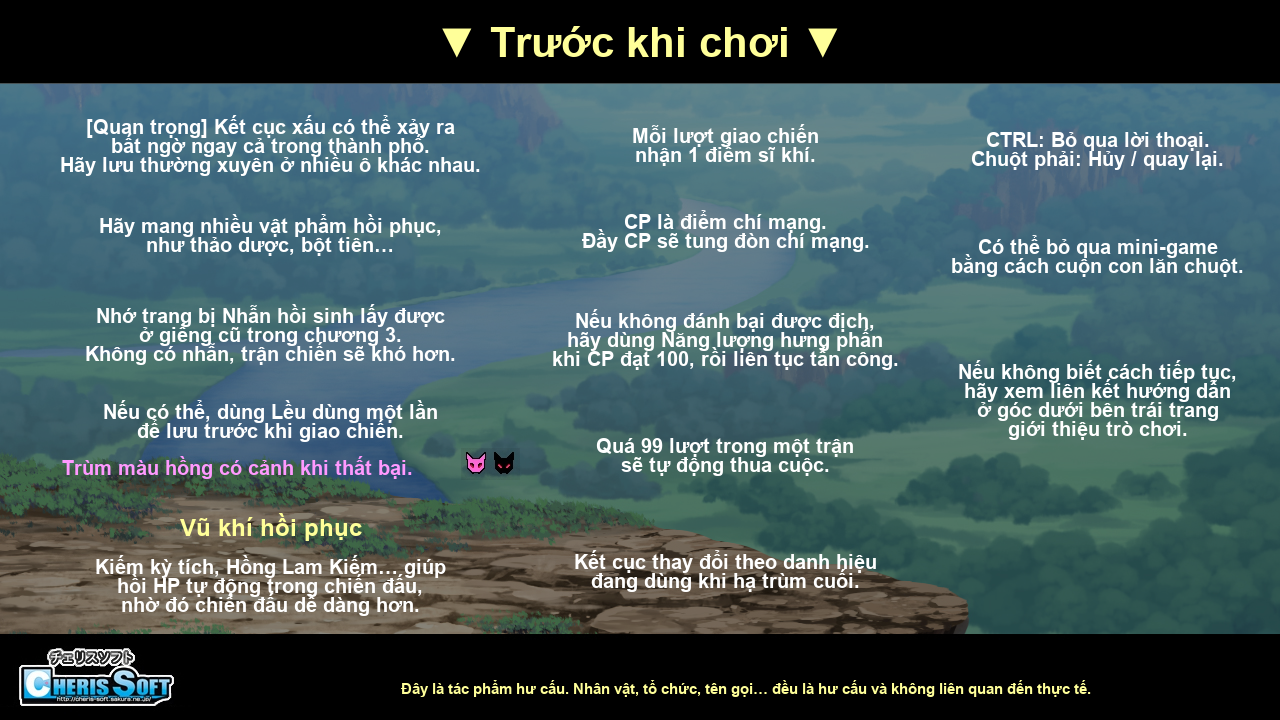 ▼ Trước khi chơi ▼
[Quan trọng] Kết cục xấu có thể xảy ra
bất ngờ ngay cả trong thành phố.
Hãy lưu thường xuyên ở nhiều ô khác nhau.
Hãy mang nhiều vật phẩm hồi phục,
như thảo dược, bột tiên…
Nhớ trang bị Nhẫn hồi sinh lấy được
ở giếng cũ trong chương 3.
Không có nhẫn, trận chiến sẽ khó hơn.
Nếu có thể, dùng Lều dùng một lần
để lưu trước khi giao chiến.
Trùm màu hồng có cảnh khi thất bại.
Vũ khí hồi phục
Kiếm kỳ tích, Hồng Lam Kiếm… giúp
hồi HP tự động trong chiến đấu,
nhờ đó chiến đấu dễ dàng hơn.
Mỗi lượt giao chiến
nhận 1 điểm sĩ khí.
CP là điểm chí mạng.
Đầy CP sẽ tung đòn chí mạng.
Nếu không đánh bại được địch,
hãy dùng Năng lượng hưng phấn
khi CP đạt 100, rồi liên tục tấn công.
Quá 99 lượt trong một trận
sẽ tự động thua cuộc.
Kết cục thay đổi theo danh hiệu
đang dùng khi hạ trùm cuối.
CTRL: Bỏ qua lời thoại.
Chuột phải: Hủy / quay lại.
Có thể bỏ qua mini-game
bằng cách cuộn con lăn chuột.
Nếu không biết cách tiếp tục,
hãy xem liên kết hướng dẫn
ở góc dưới bên trái trang
giới thiệu trò chơi.
チェリスソフト
CHERIS SOFT
http://cheris-soft.sakura.ne.jp/
Đây là tác phẩm hư cấu. Nhân vật, tổ chức, tên gọi… đều là hư cấu và không liên quan đến thực tế.